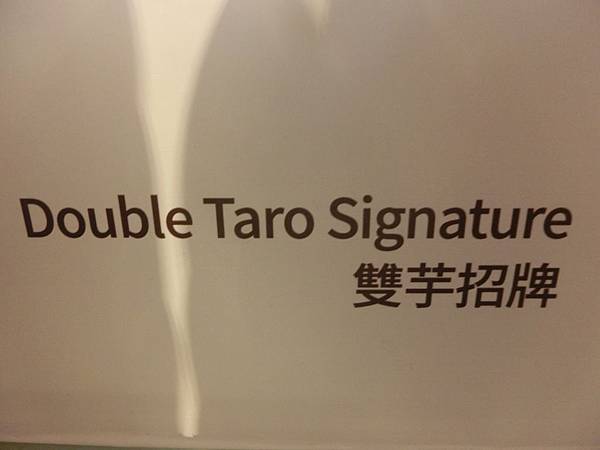 Double Taro Signature
雙芋招牌